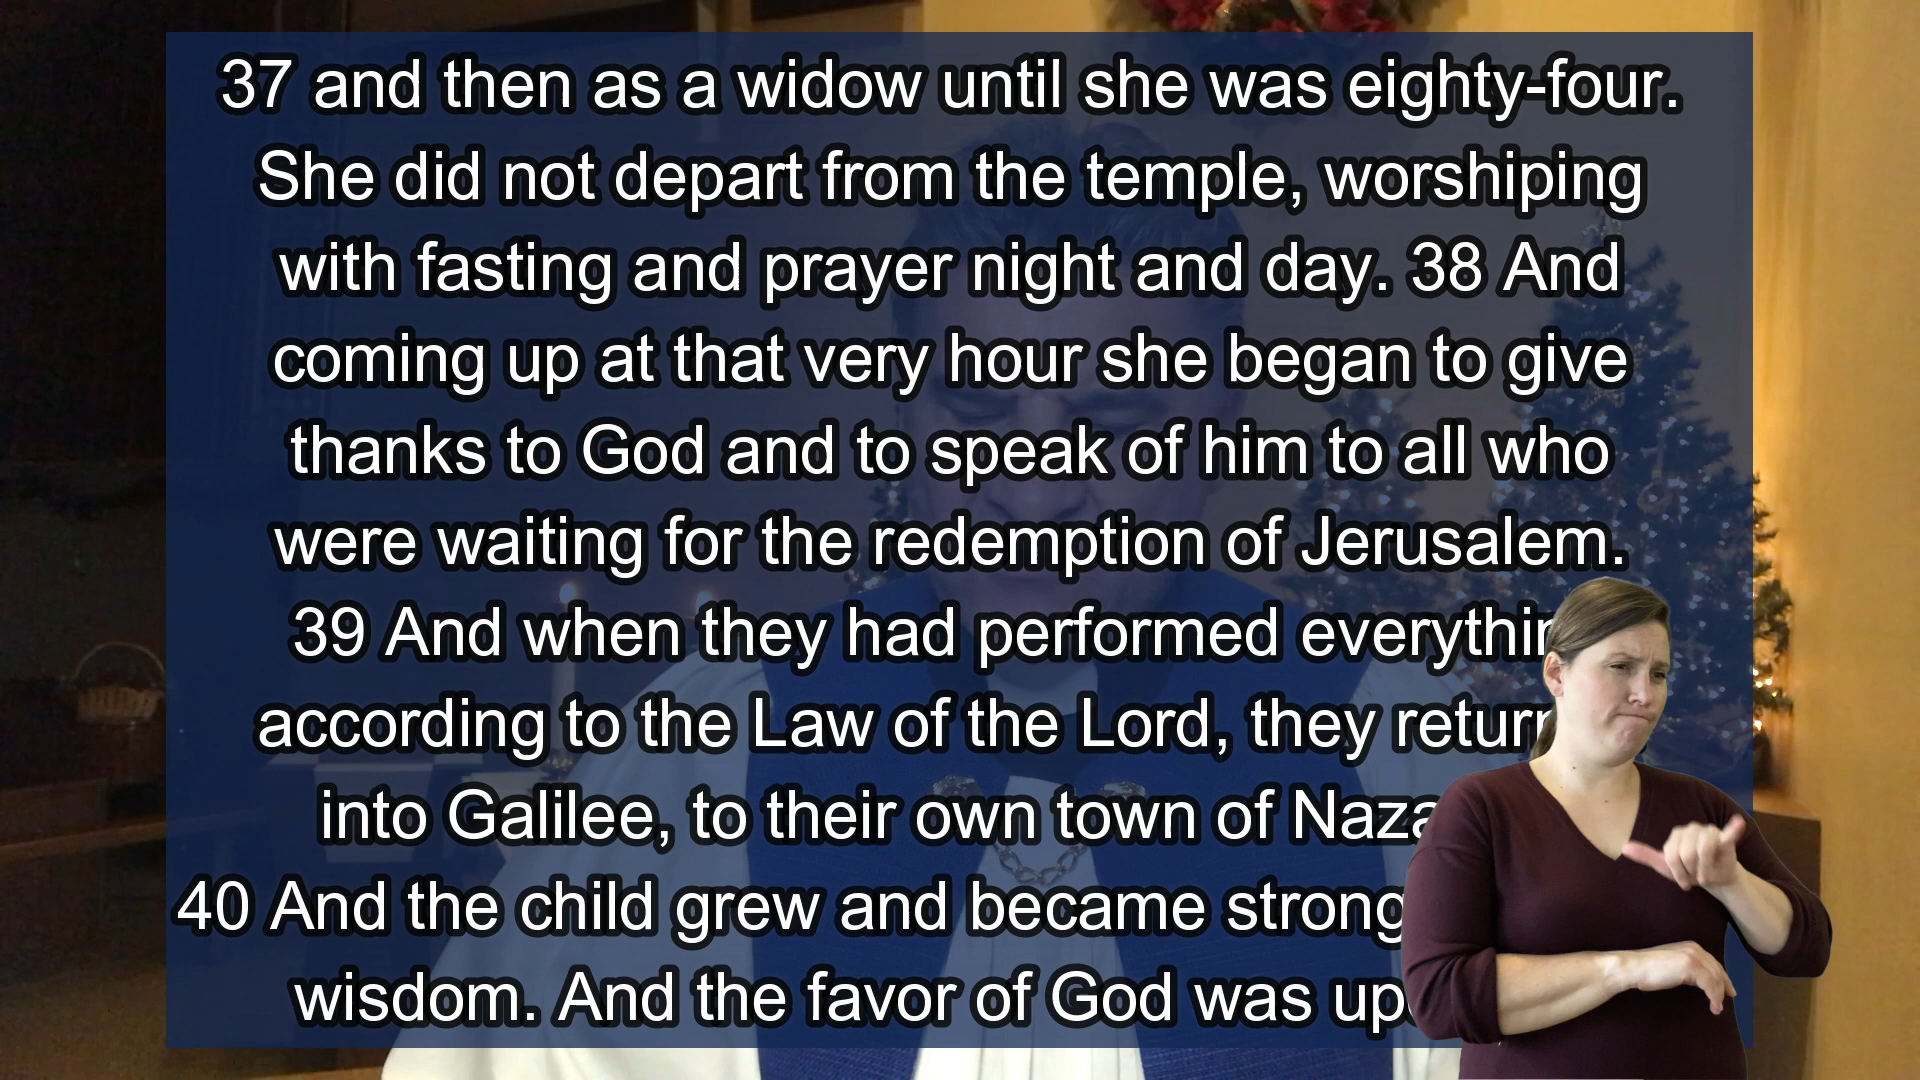 37 and then as a widow until she was eighty-four.
She did not depart from the temple, worshiping
with fasting and prayer night and day. 38 And
coming up at that very hour she began to give
thanks to God and to speak of him to all who
were waiting for the redemption of Jerusalem.
39 And when they had performed
according to the Law of the Lord, they
into Galilee, to their own town of
40 And the child grew and became strong
wisdom. And the favor of God was